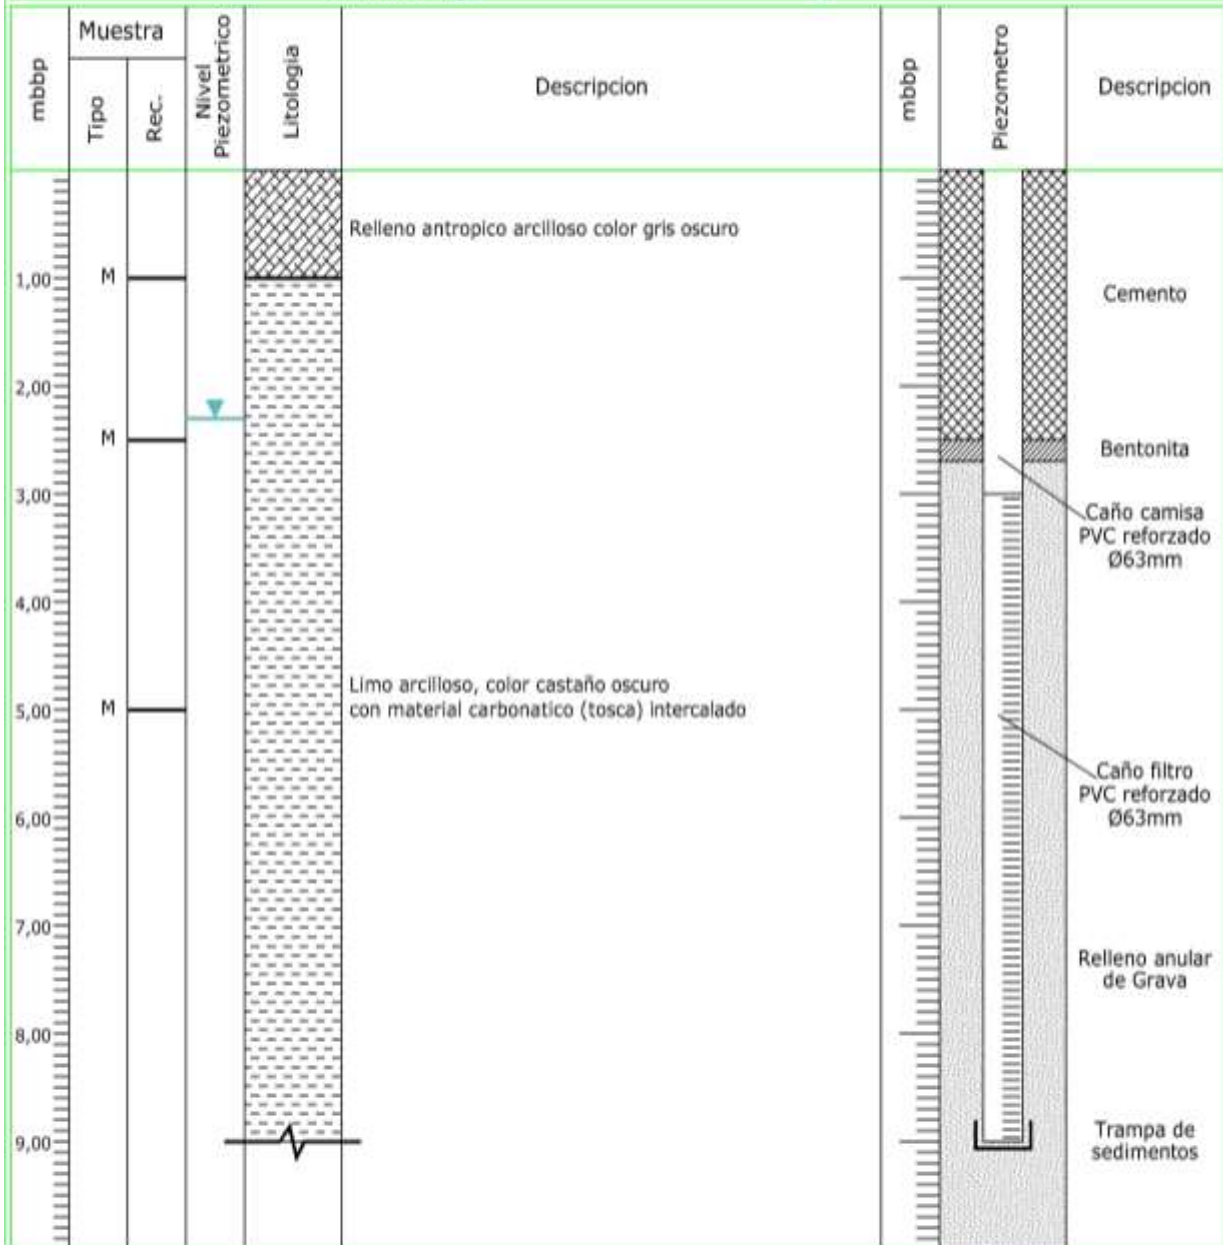 mbbp
Muestra
Tipo
Rec.
Nivel
Piezometrico
Litologia
Descripcion
mbbp
Piezometro
Descripcion
Relleno antropico arcilloso color gris oscuro
1,00
M
Cemento
2,00
M
Bentonita
3,00
Caño camisa
PVC reforzado
Ø63mm
4,00
Limo arcilloso, color castaño oscuro
con material carbonatico (tosca) intercalado
5,00
M
Caño filtro
PVC reforzado
Ø63mm
6,00
7,00
Relleno anular
de Grava
8,00
9,00
Trampa de
sedimentos